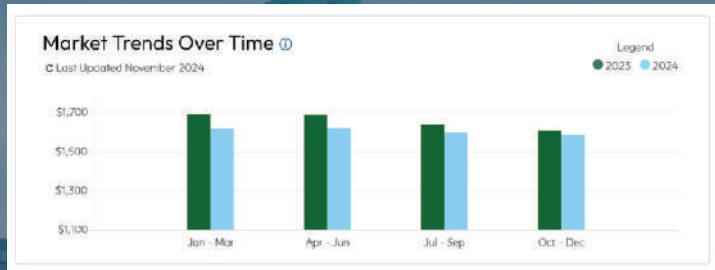 Market Trends Over Time
Last Updated November 2024
Legend
2023 2024
$1,700
$1,500
$1,300
$1,100
Jan - Mar Apr - Jun Jul - Sep Oct - Dec